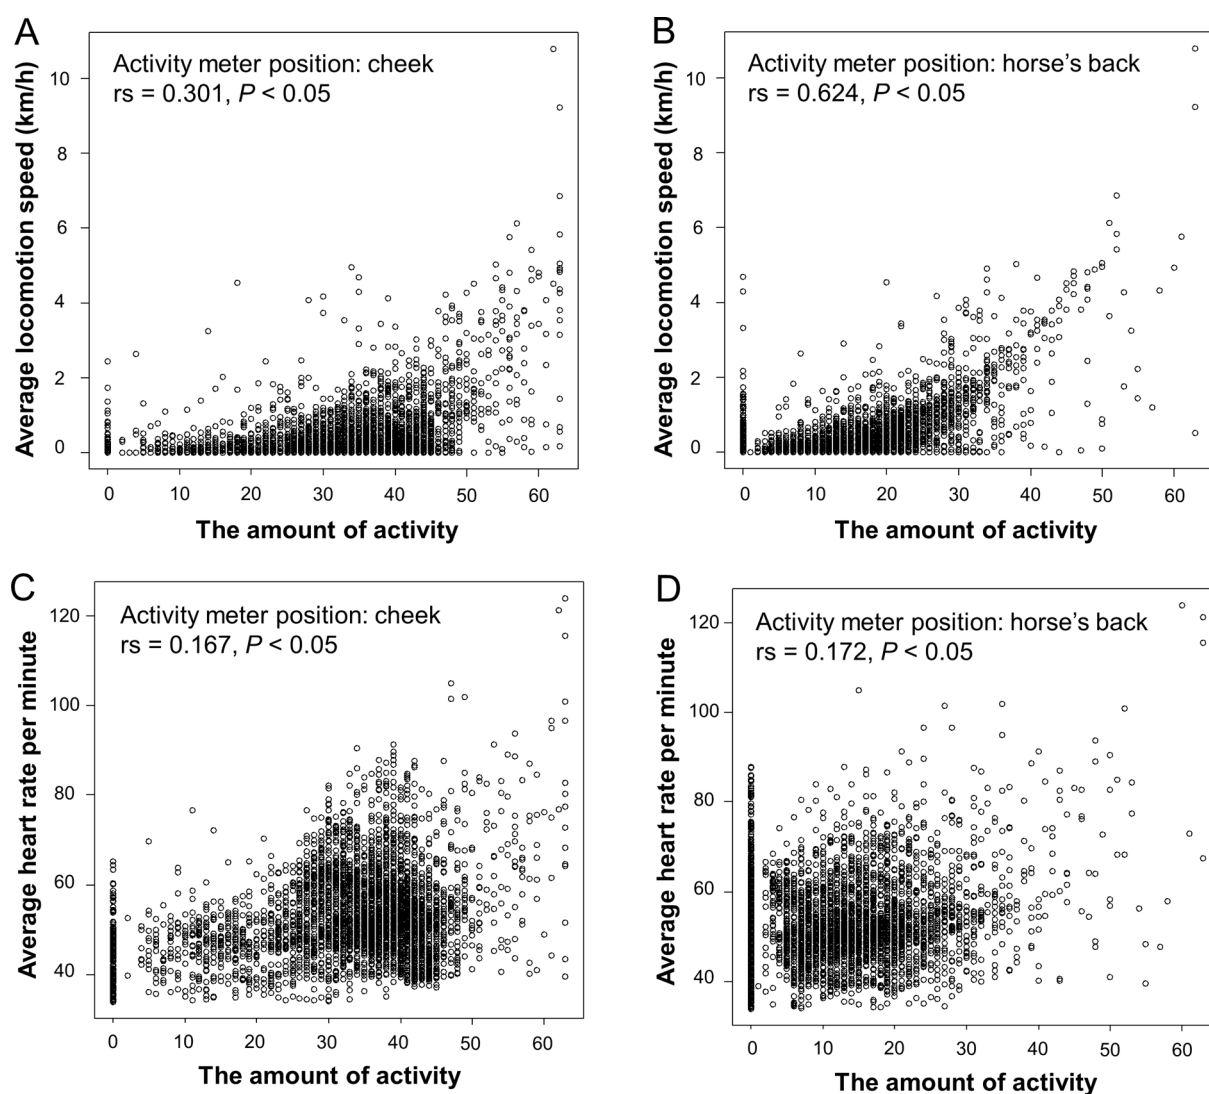 A
Activity meter position: cheek
rs = 0.301, P < 0.05
Average locomotion speed (km/h)
10
8
6
4
2
0
0 10 20 30 40 50 60
The amount of activity
B
Activity meter position: horse's back
rs = 0.624, P < 0.05
Average locomotion speed (km/h)
10
8
6
4
2
0
0 10 20 30 40 50 60
The amount of activity
C
Activity meter position: cheek
rs = 0.167, P < 0.05
Average heart rate per minute
120
100
80
60
40
0 10 20 30 40 50 60
The amount of activity
D
Activity meter position: horse's back
rs = 0.172, P < 0.05
Average heart rate per minute
120
100
80
60
40
0 10 20 30 40 50 60
The amount of activity